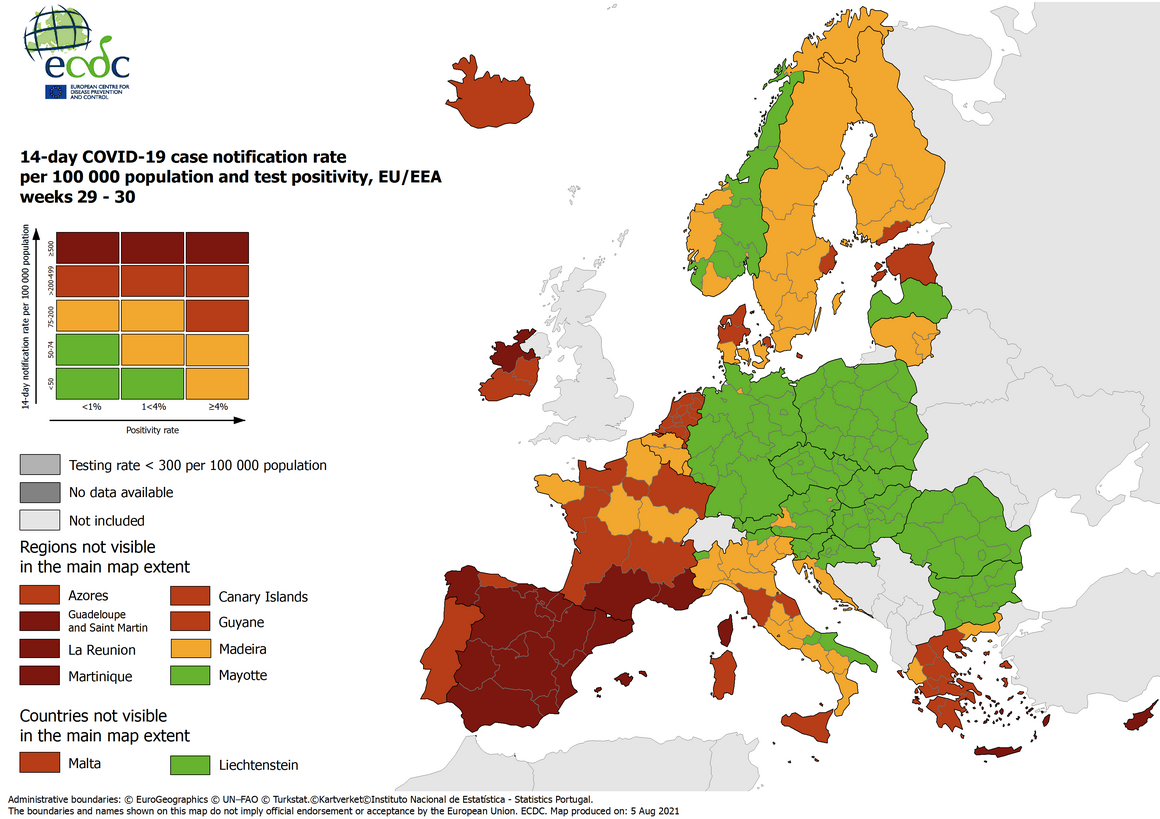 ecdc
EUROPEAN CENTRE FOR
DISEASE PREVENTION
AND CONTROL
14-day COVID-19 case notification rate
per 100 000 population and test positivity, EU/EEA
weeks 29 - 30
14-day notification rate per 100 000 population
≥500
>200-499
75-200
50-74
<50
<1%
1<4%
≥4%
Positivity rate
Testing rate < 300 per 100 000 population
No data available
Not included
Regions not visible
in the main map extent
Azores
Canary Islands
Guadeloupe
and Saint Martin
Guyane
La Reunion
Madeira
Martinique
Mayotte
Countries not visible
in the main map extent
Malta
Liechtenstein
Administrative boundaries: © EuroGeographics © UN–FAO © Turkstat.©Kartverket©Instituto Nacional de Estatística - Statistics Portugal.
The boundaries and names shown on this map do not imply official endorsement or acceptance by the European Union. ECDC. Map produced on: 5 Aug 2021